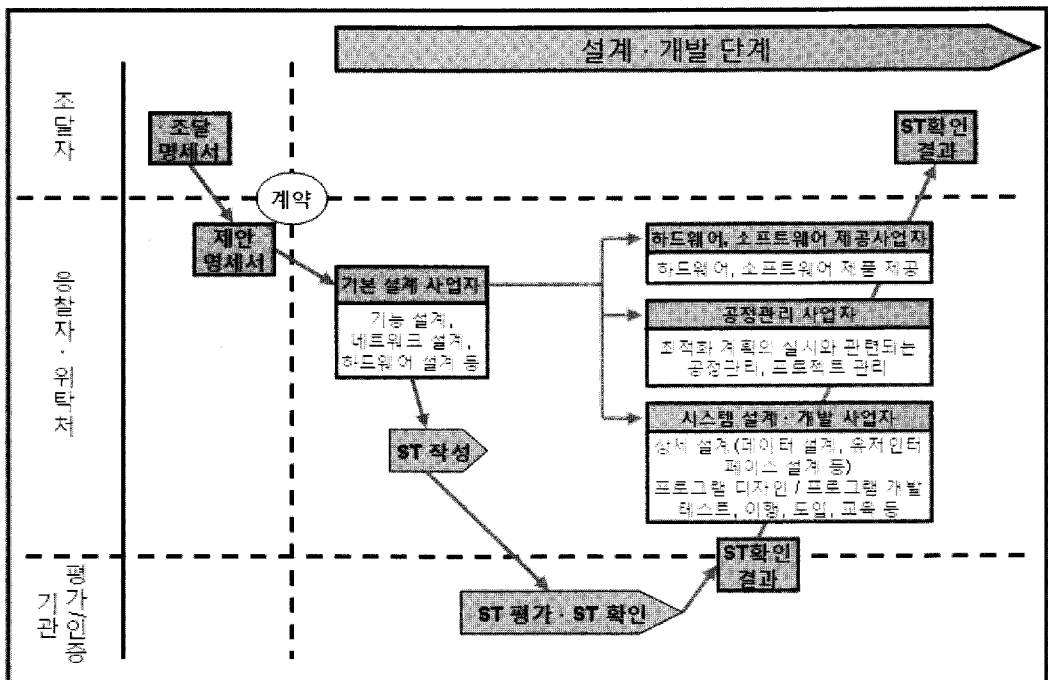 설계 · 개발 단계
조달자
조달
명세서
ST확인
결과
계약
응찰자 · 위탁처
제안
명세서
기본 설계 사업자
기능 설계,
네트워크 설계,
하드웨어 설계 등
하드웨어, 소프트웨어 제공사업자
하드웨어, 소프트웨어 제품 제공
공정관리 사업자
최적화 계획의 실시와 관련되는
공정관리, 프로젝트 관리
시스템 설계 · 개발 사업자
상세 설계(데이터 설계, 유저인터
페이스 설계 등)
프로그램 디자인 / 프로그램 개발
테스트, 이행, 도입, 교육 등
ST 작성
평가/인증
기관
ST 평가 · ST 확인
ST확인
결과